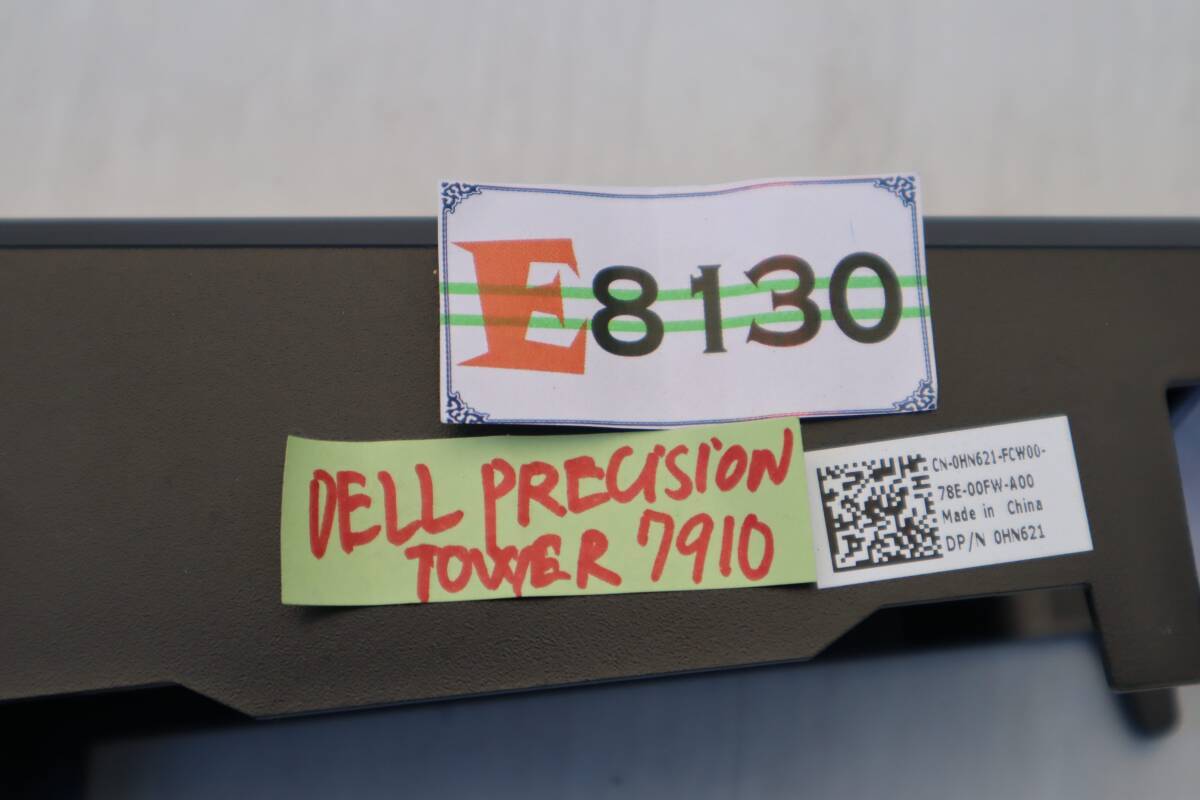 E8130
DELL PRECISION
TOWER 7910
CN-0HN621-FCW00-
78E-00FW-A00
Made in China
DP/N 0HN621